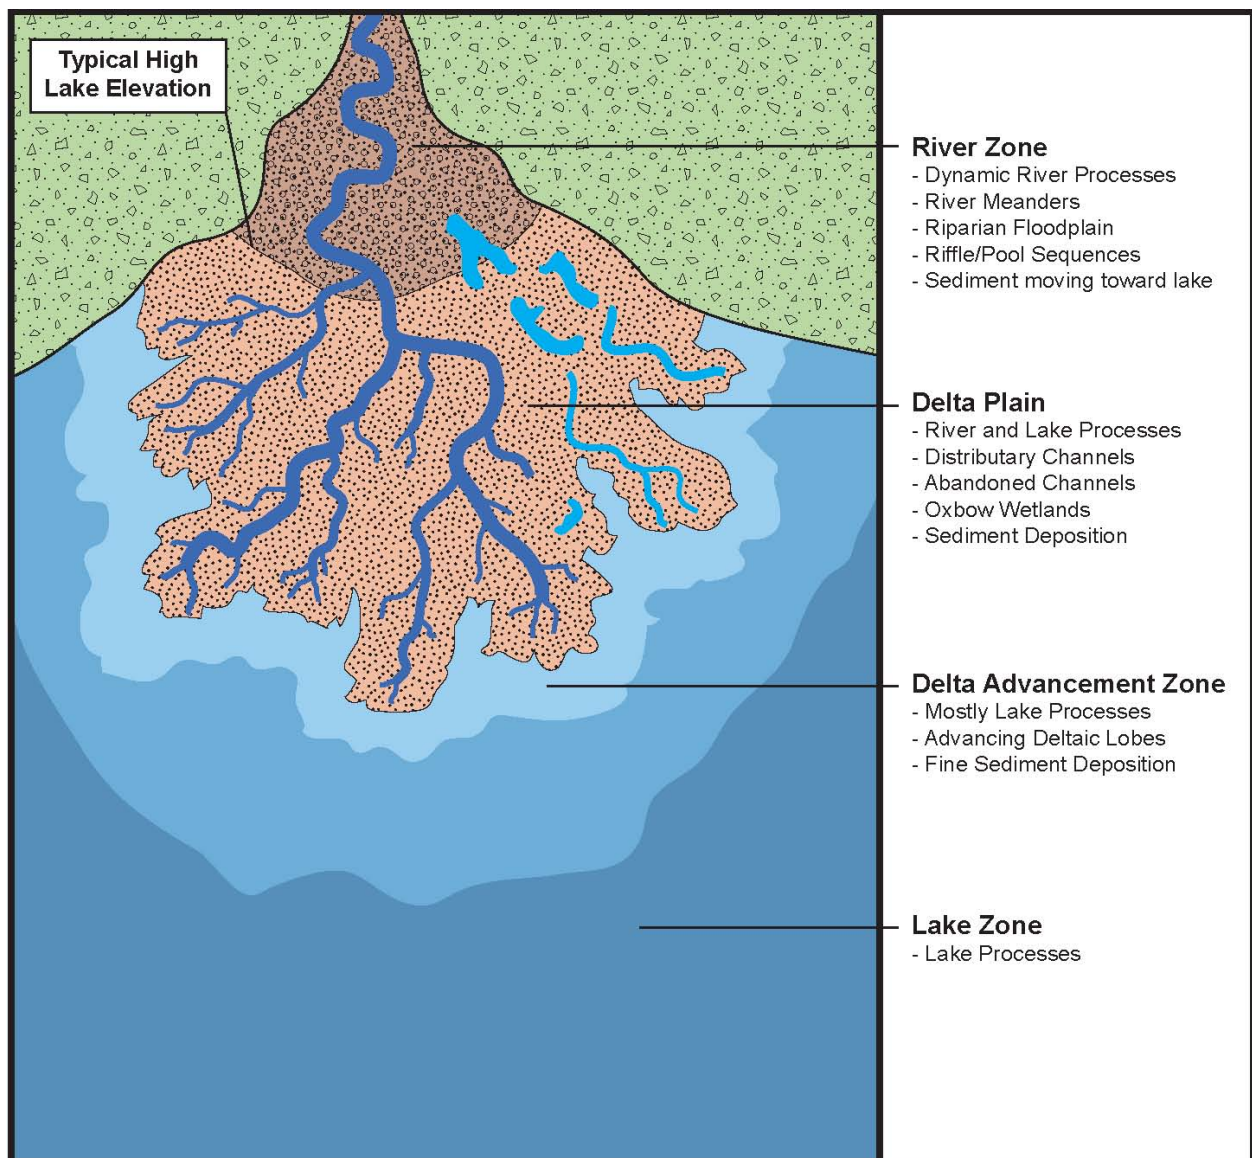 Typical High
Lake Elevation
River Zone
- Dynamic River Processes
- River Meanders
- Riparian Floodplain
- Riffle/Pool Sequences
- Sediment moving toward lake
Delta Plain
- River and Lake Processes
- Distributary Channels
- Abandoned Channels
- Oxbow Wetlands
- Sediment Deposition
Delta Advancement Zone
- Mostly Lake Processes
- Advancing Deltaic Lobes
- Fine Sediment Deposition
Lake Zone
- Lake Processes